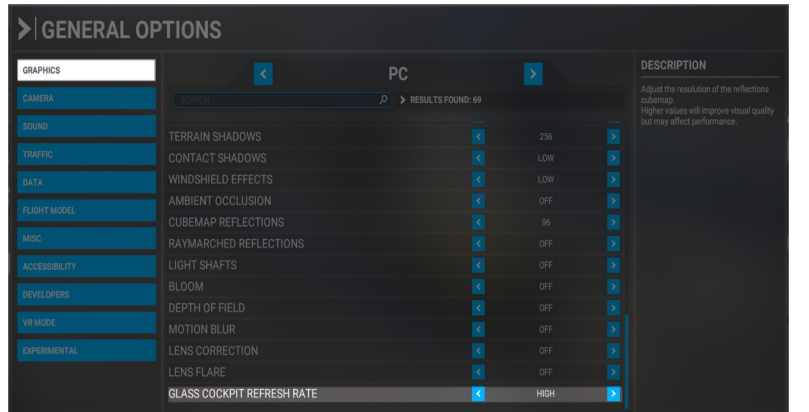 GENERAL OPTIONS
GRAPHICS
CAMERA
SOUND
TRAFFIC
DATA
FLIGHT MODEL
MISC
ACCESSIBILITY
DEVELOPERS
VR MODE
EXPERIMENTAL
PC
SEARCH
RESULTS FOUND: 69
TERRAIN SHADOWS 256
CONTACT SHADOWS LOW
WINDSHIELD EFFECTS LOW
AMBIENT OCCLUSION OFF
CUBEMAP REFLECTIONS 96
RAYMARCHED REFLECTIONS OFF
LIGHT SHAFTS OFF
BLOOM OFF
DEPTH OF FIELD OFF
MOTION BLUR OFF
LENS CORRECTION OFF
LENS FLARE OFF
GLASS COCKPIT REFRESH RATE HIGH
DESCRIPTION
Adjust the resolution of the reflections
cubemap.
Higher values will improve visual quality
but may affect performance.